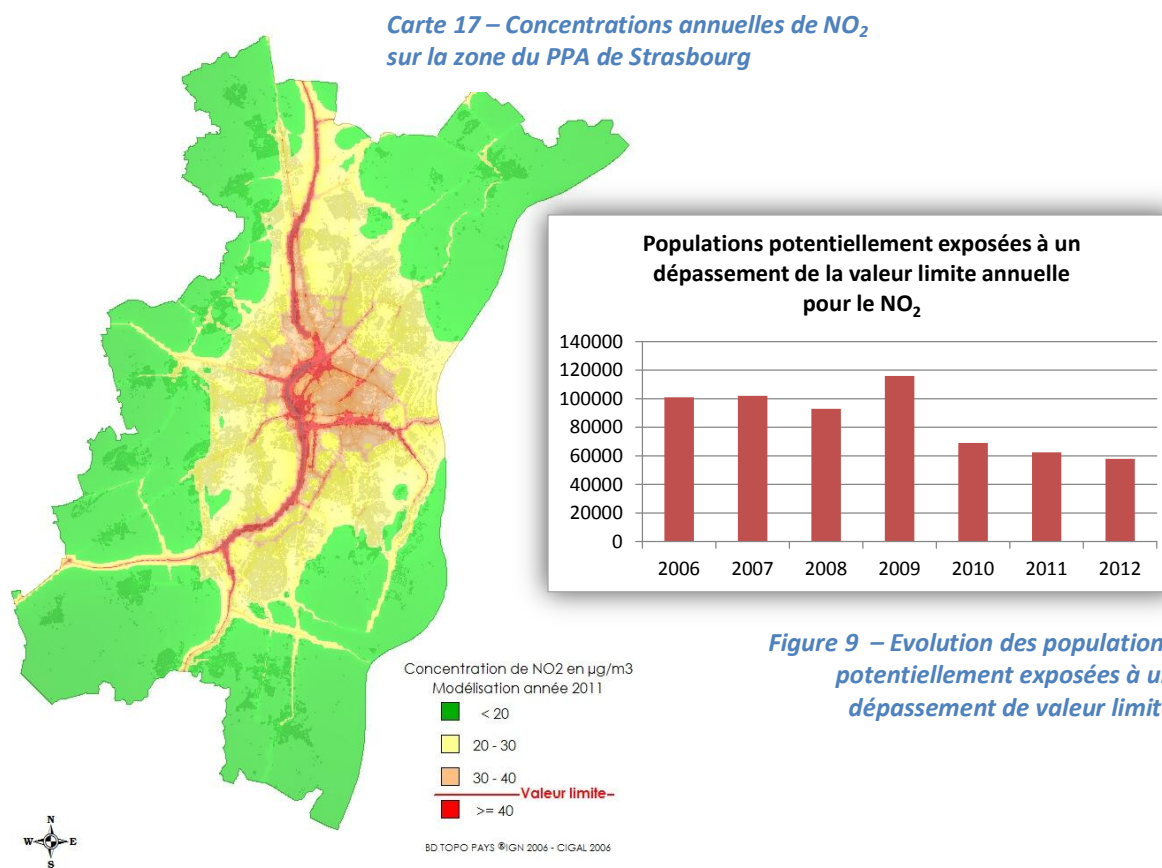 Carte 17 – Concentrations annuelles de NO₂
sur la zone du PPA de Strasbourg
Populations potentiellement exposées à un
dépassement de la valeur limite annuelle
pour le NO₂
140000
120000
100000
80000
60000
40000
20000
0
2006 2007 2008 2009 2010 2011 2012
Figure 9 – Evolution des population
potentiellement exposées à u
dépassement de valeur limit
Concentration de NO2 en µg/m3
Modélisation année 2011
< 20
20 - 30
30 - 40
Valeur limite
>= 40
BD TOPO PAYS ®IGN 2006 - CIGAL 2006
N
W E
S